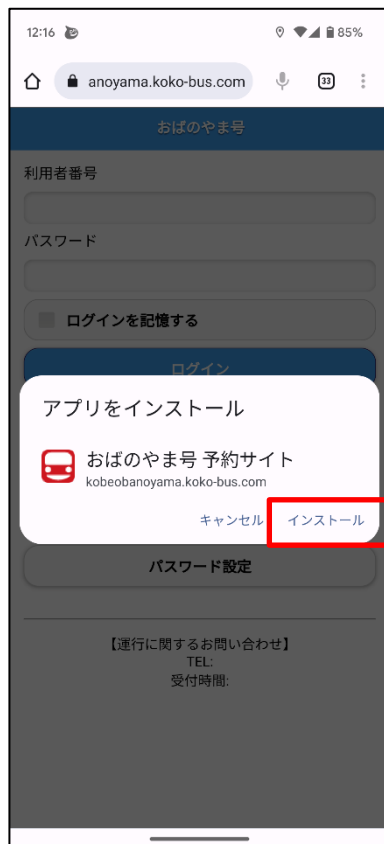 12:16 85%
anoyama.koko-bus.com 33
おばのやま号
利用者番号
パスワード
ログインを記憶する
ログイン
アプリをインストール
おばのやま号 予約サイト
kobeobanoyama.koko-bus.com
キャンセル インストール
パスワード設定
【運行に関するお問い合わせ】
TEL:
受付時間: